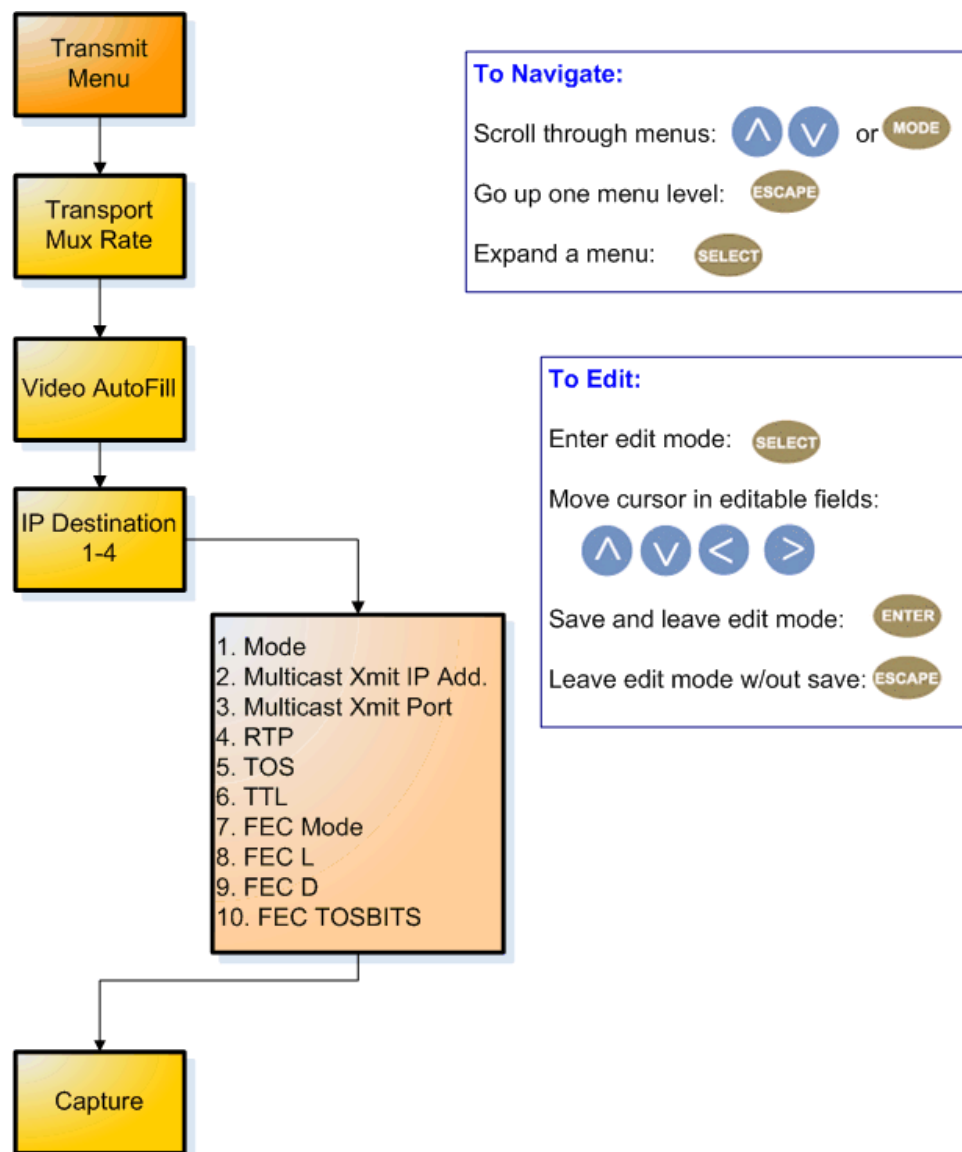 Transmit
Menu
Transport
Mux Rate
Video AutoFill
IP Destination
1-4
1. Mode
2. Multicast Xmit IP Add.
3. Multicast Xmit Port
4. RTP
5. TOS
6. TTL
7. FEC Mode
8. FEC L
9. FEC D
10. FEC TOSBITS
Capture
To Navigate:
Scroll through menus: ꓥ V or MODE
Go up one menu level: ESCAPE
Expand a menu: SELECT
To Edit:
Enter edit mode: SELECT
Move cursor in editable fields:
ꓥ V < >
Save and leave edit mode: ENTER
Leave edit mode w/out save: ESCAPE